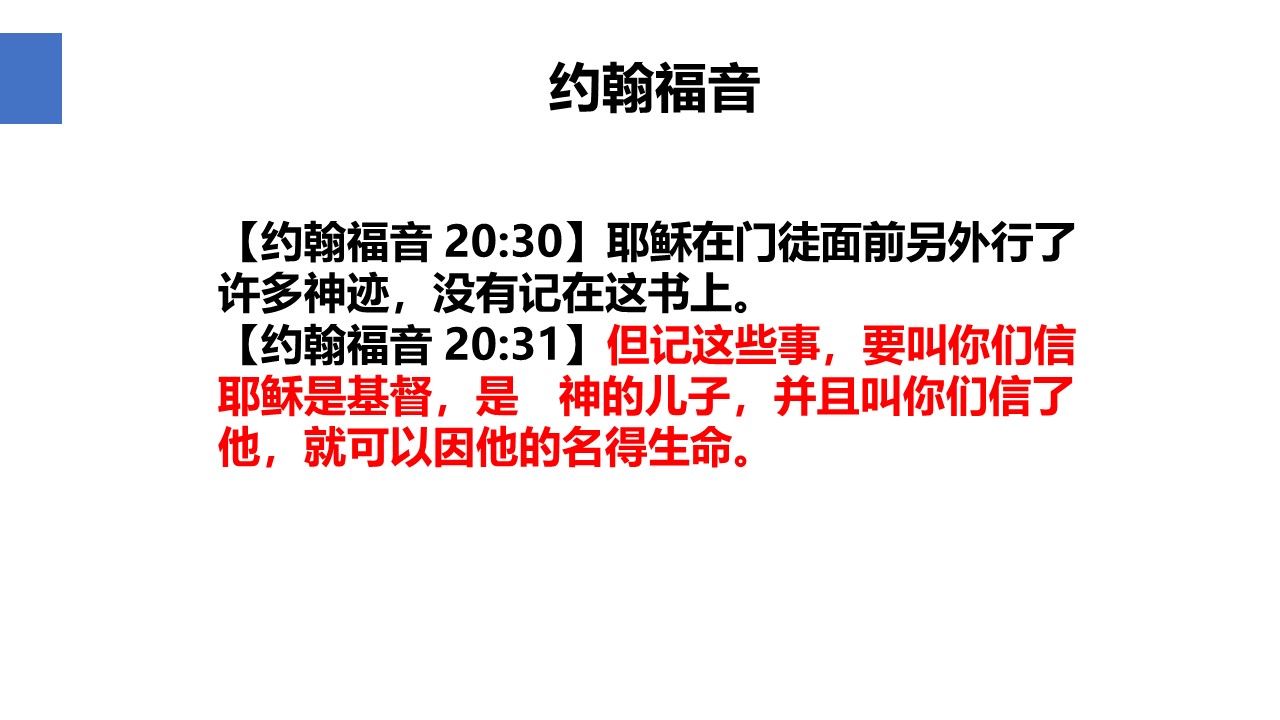 约翰福音
【约翰福音 20:30】耶稣在门徒面前另外行了
许多神迹，没有记在这书上。
【约翰福音 20:31】但记这些事，要叫你们信
耶稣是基督，是　神的儿子，并且叫你们信了
他，就可以因他的名得生命。